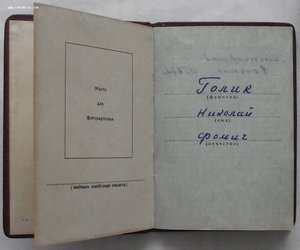 Место
для
фотокарточки
(подпись владельца книжки)
Голик
(фамилия)
Николай
(имя)
Фомич
(отчество)